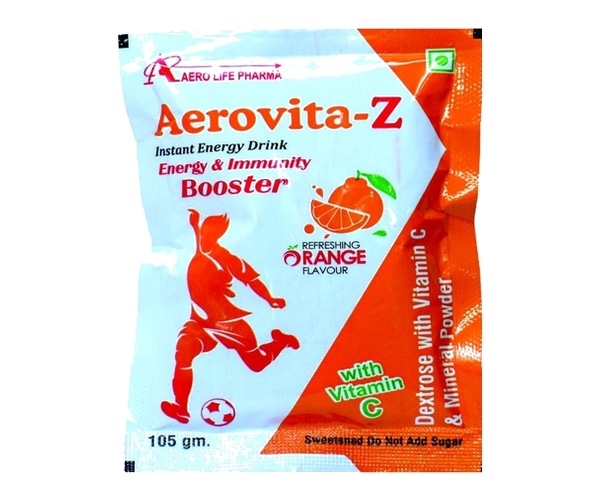 AERO LIFE PHARMA
Aerovita-Z
Instant Energy Drink
Energy & Immunity
Booster
REFRESHING
ORANGE
FLAVOUR
with
Vitamin
C
Dextrose with Vitamin C
& Mineral Powder
105 gm.
Sweetened Do Not Add Sugar